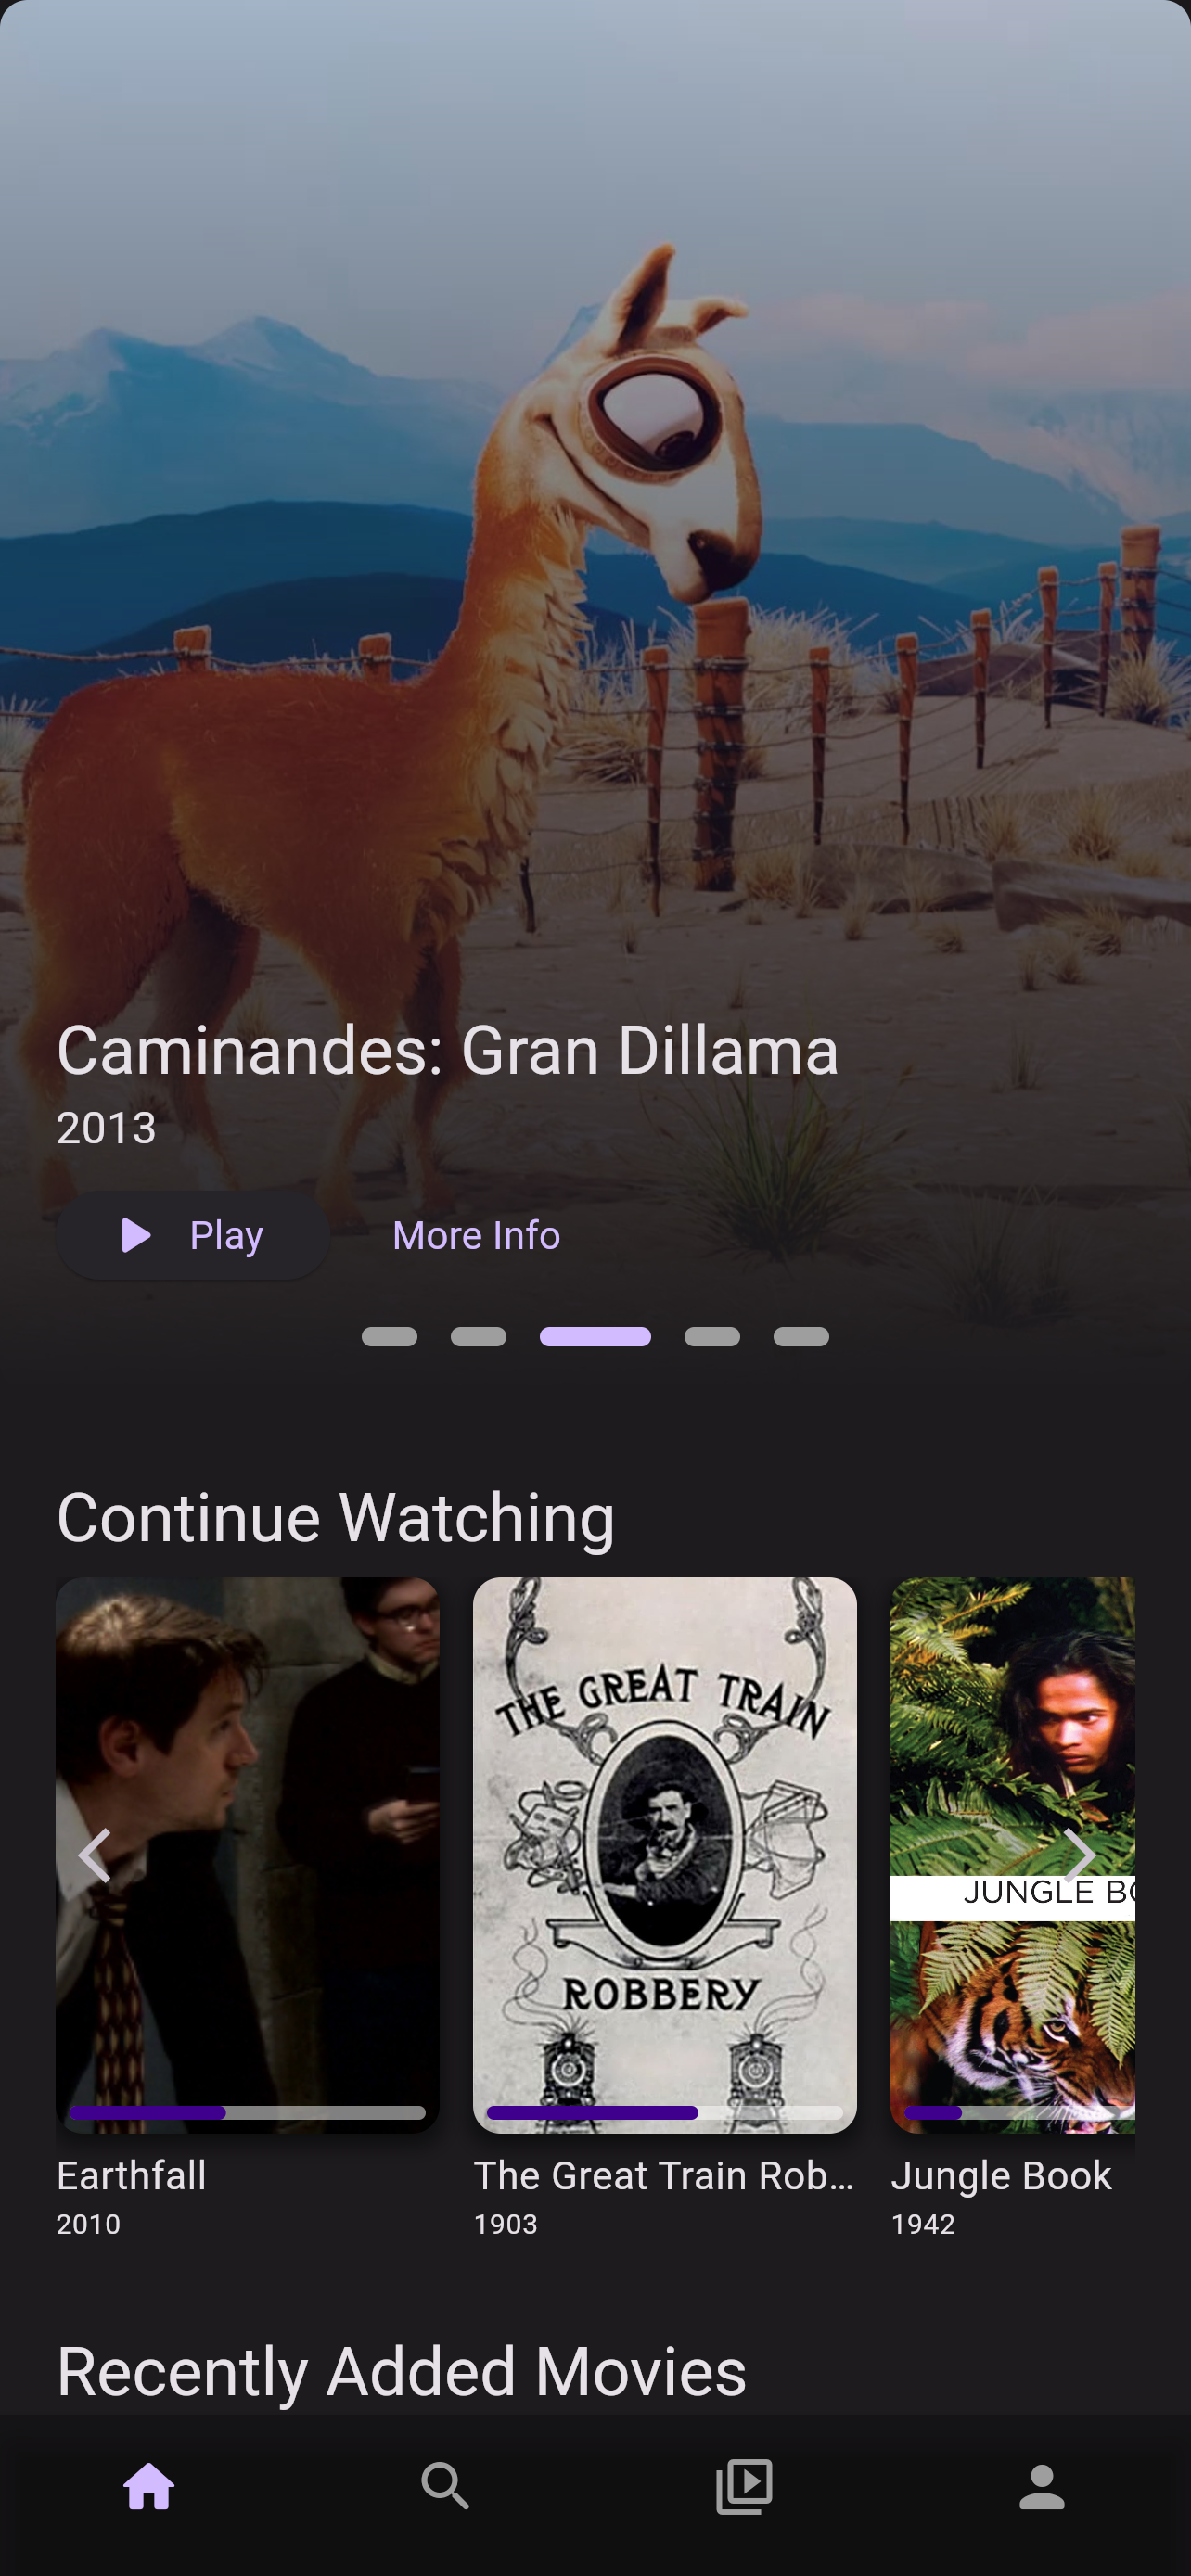 Caminandes: Gran Dillama
2013
Play
More Info
Continue Watching
THE GREAT TRAIN
ROBBERY
JUNGLE BO
Earthfall
The Great Train Rob...
Jungle Book
2010
1903
1942
Recently Added Movies